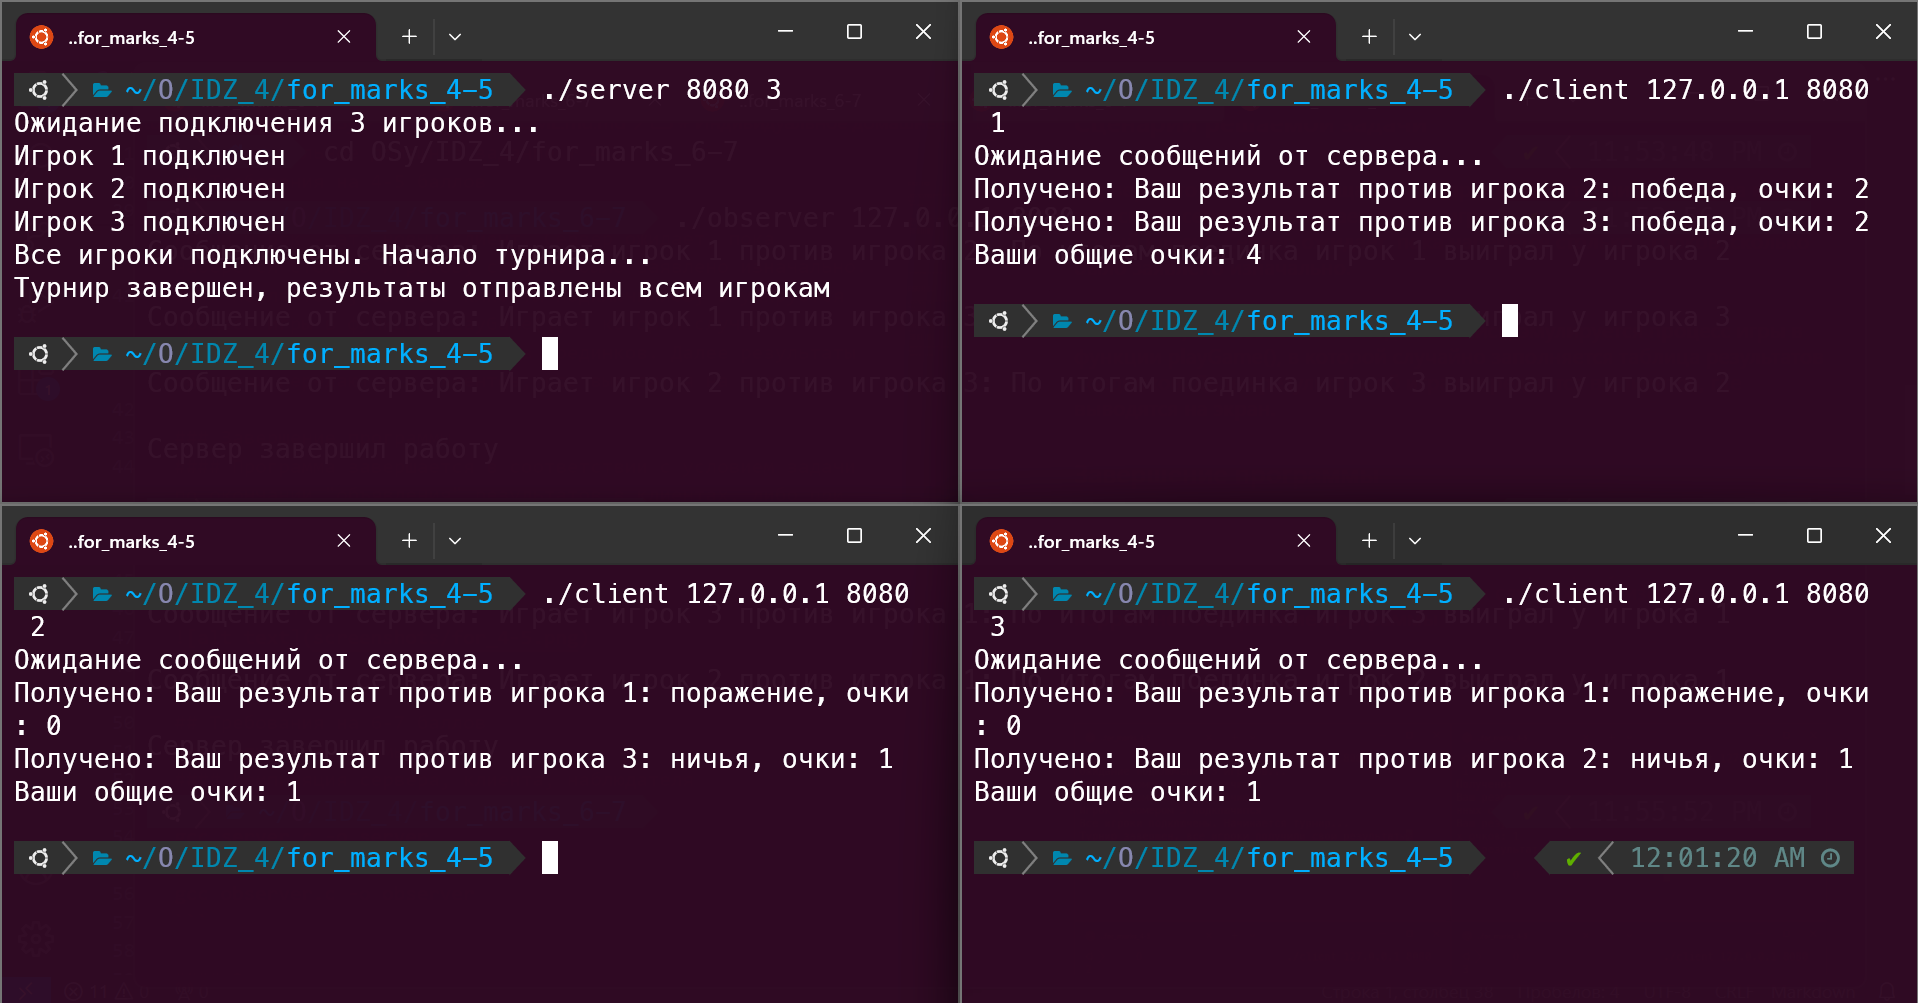 ..for_marks_4-5
~/O/IDZ_4/for_marks_4-5 ./server 8080 3
Ожидание подключения 3 игроков...
Игрок 1 подключен
Игрок 2 подключен
Игрок 3 подключен
Все игроки подключены. Начало турнира...
Турнир завершен, результаты отправлены всем игрокам
~/O/IDZ_4/for_marks_4-5
..for_marks_4-5
~/O/IDZ_4/for_marks_4-5 ./client 127.0.0.1 8080
1
Ожидание сообщений от сервера...
Получено: Ваш результат против игрока 2: победа, очки: 2
Получено: Ваш результат против игрока 3: победа, очки: 2
Ваши общие очки: 4
~/O/IDZ_4/for_marks_4-5
..for_marks_4-5
~/O/IDZ_4/for_marks_4-5 ./client 127.0.0.1 8080
2
Ожидание сообщений от сервера...
Получено: Ваш результат против игрока 1: поражение, очки
: 0
Получено: Ваш результат против игрока 3: ничья, очки: 1
Ваши общие очки: 1
~/O/IDZ_4/for_marks_4-5
..for_marks_4-5
~/O/IDZ_4/for_marks_4-5 ./client 127.0.0.1 8080
3
Ожидание сообщений от сервера...
Получено: Ваш результат против игрока 1: поражение, очки
: 0
Получено: Ваш результат против игрока 2: ничья, очки: 1
Ваши общие очки: 1
~/O/IDZ_4/for_marks_4-5 ✔ 12:01:20 AM